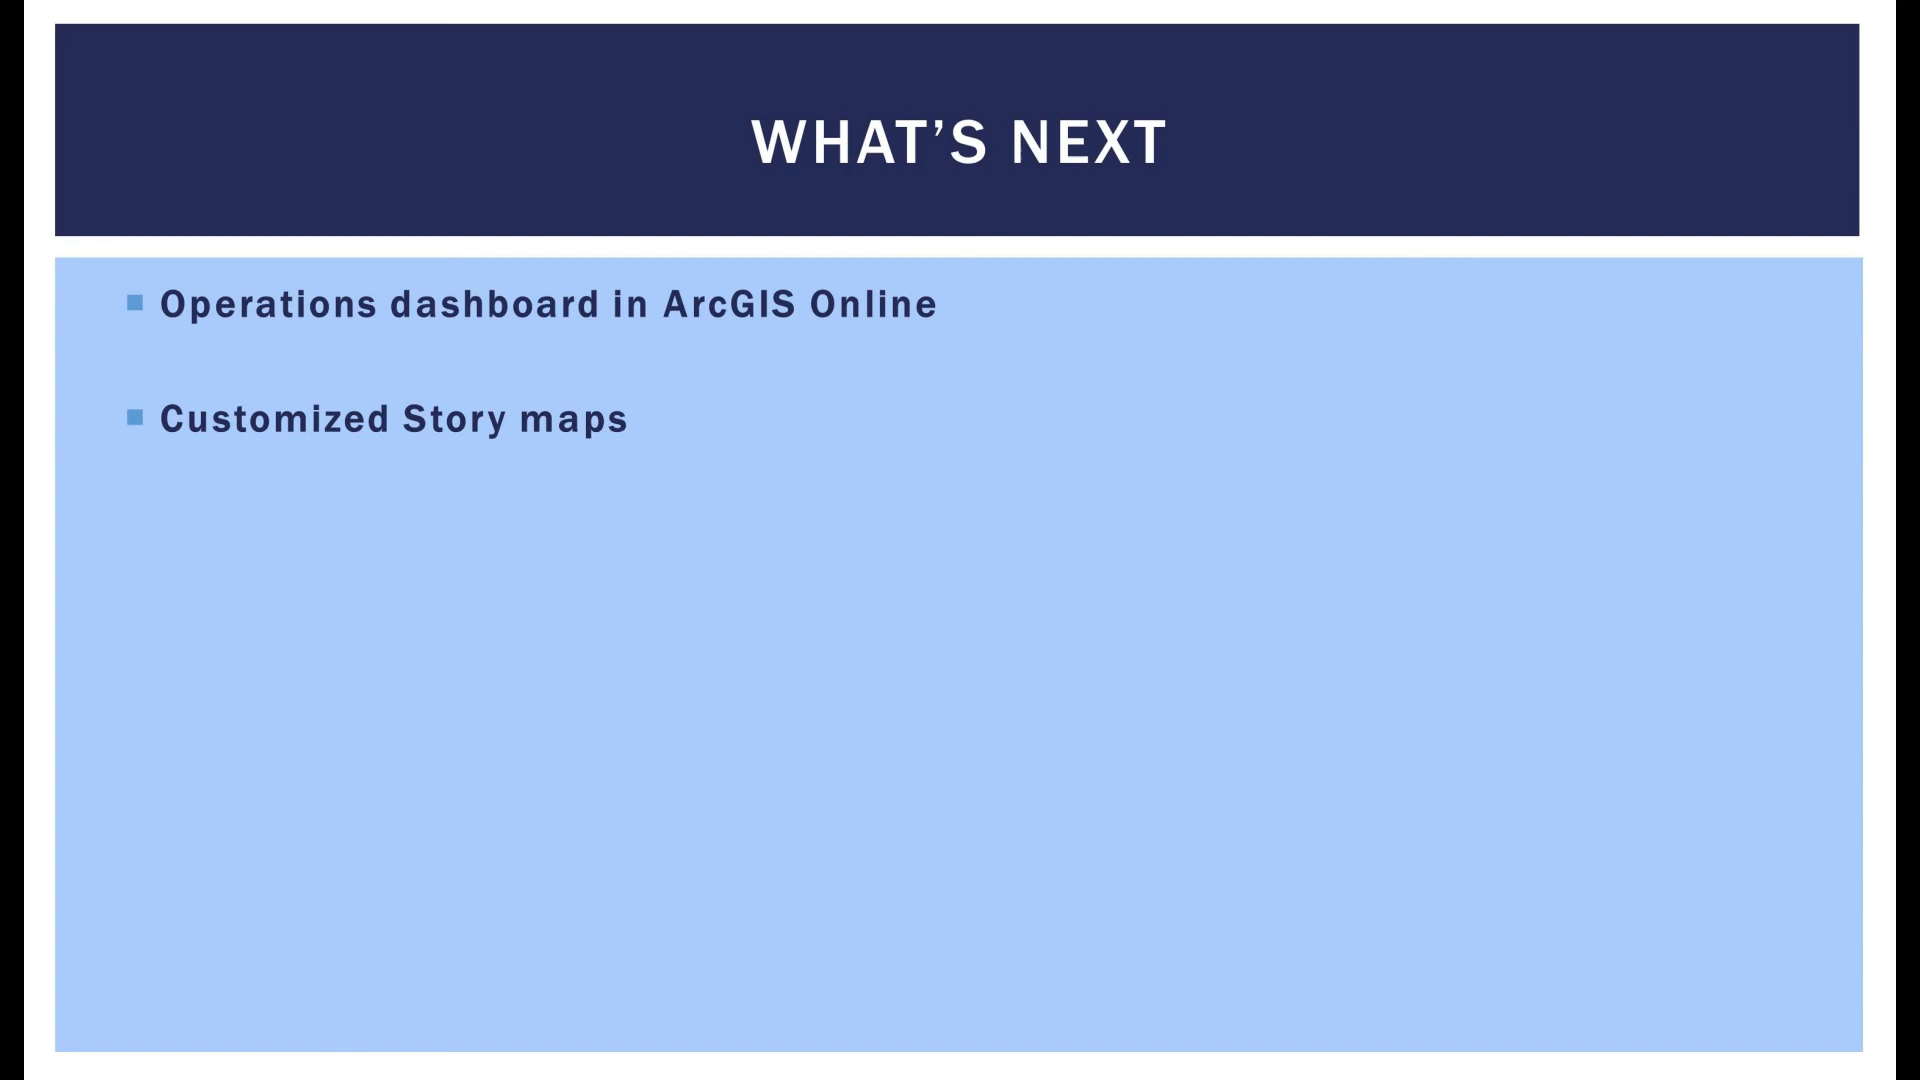 WHAT’S NEXT
Operations dashboard in ArcGIS Online
Customized Story maps